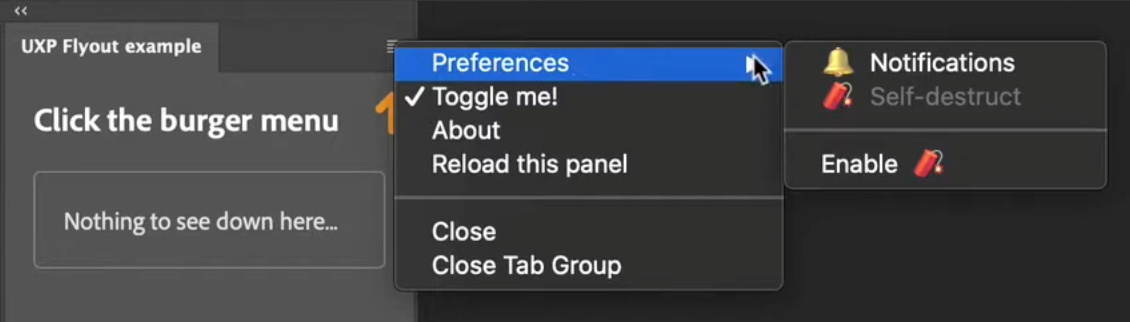 UXP Flyout example
Click the burger menu
Nothing to see down here...
Preferences
✓ Toggle me!
About
Reload this panel
Close
Close Tab Group
🔔 Notifications
🧨 Self-destruct
Enable 🧨